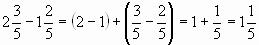 2 3/5 − 1 2/5 = (2 − 1) + (3/5 − 2/5) = 1 + 1/5 = 1 1/5